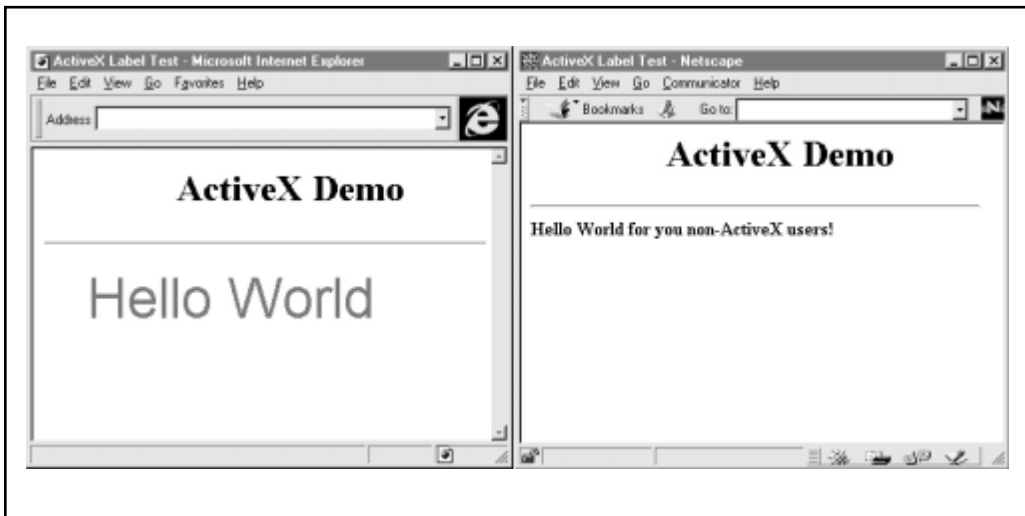 ActiveX Label Test - Microsoft Internet Explorer
File Edit View Go Favorites Help
Address
ActiveX Demo
Hello World
ActiveX Label Test - Netscape
File Edit View Go Communicator Help
Bookmarks Go to:
N
ActiveX Demo
Hello World for you non-ActiveX users!